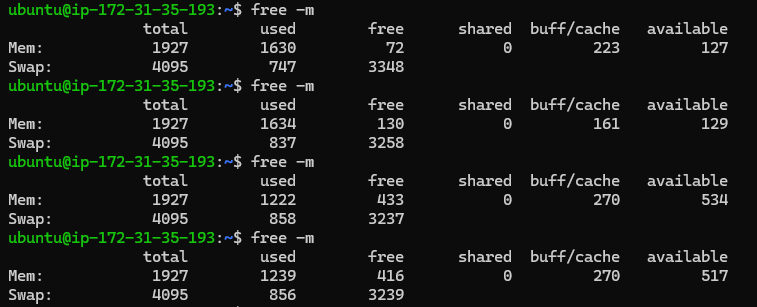 ubuntu@ip-172-31-35-193:~$ free -m
total used free shared buff/cache available
Mem: 1927 1630 72 0 223 127
Swap: 4095 747 3348
ubuntu@ip-172-31-35-193:~$ free -m
total used free shared buff/cache available
Mem: 1927 1634 130 0 161 129
Swap: 4095 837 3258
ubuntu@ip-172-31-35-193:~$ free -m
total used free shared buff/cache available
Mem: 1927 1222 433 0 270 534
Swap: 4095 858 3237
ubuntu@ip-172-31-35-193:~$ free -m
total used free shared buff/cache available
Mem: 1927 1239 416 0 270 517
Swap: 4095 856 3239